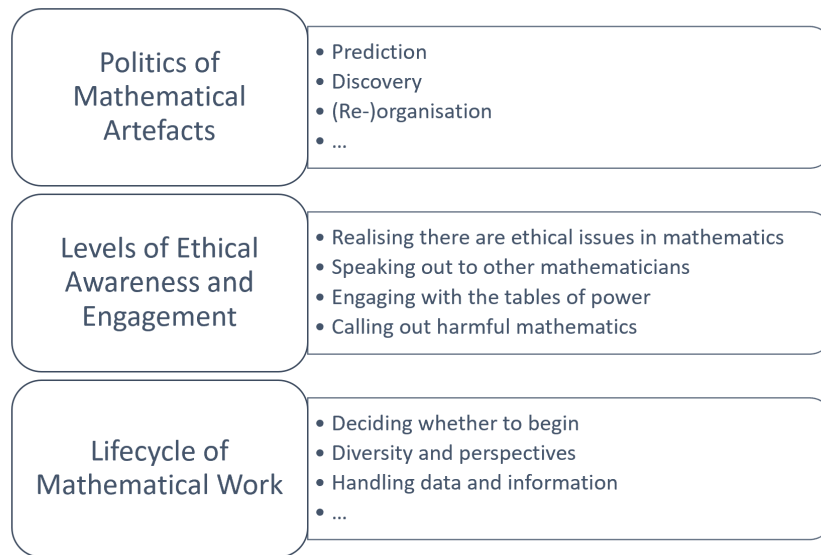 Politics of
Mathematical
Artefacts
• Prediction
• Discovery
• (Re-)organisation
• ...
Levels of Ethical
Awareness and
Engagement
• Realising there are ethical issues in mathematics
• Speaking out to other mathematicians
• Engaging with the tables of power
• Calling out harmful mathematics
Lifecycle of
Mathematical Work
• Deciding whether to begin
• Diversity and perspectives
• Handling data and information
• ...